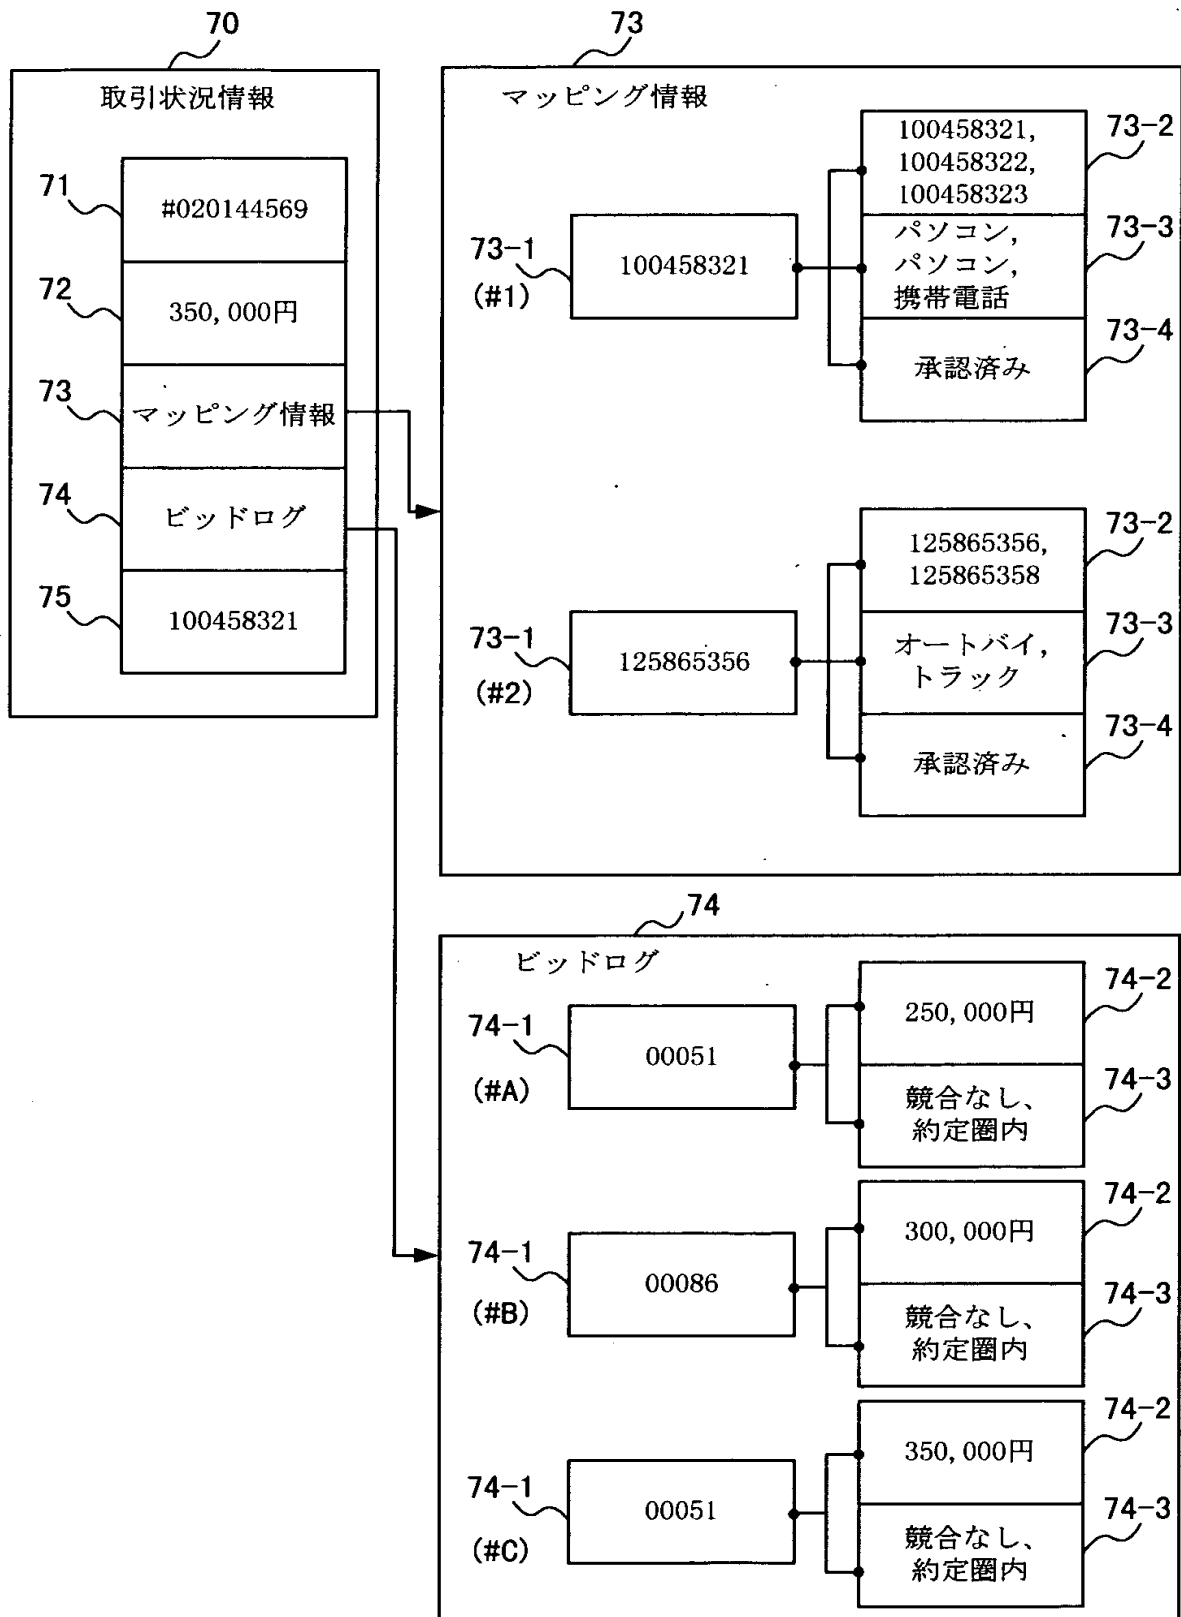 70
取引状況情報
71
#020144569
72
350,000円
73
マッピング情報
74
ビッドログ
75
100458321
73
マッピング情報
73-1
(#1)
100458321
100458321,
100458322,
100458323
73-2
パソコン,
パソコン,
携帯電話
73-3
承認済み
73-4
73-1
(#2)
125865356
125865356,
125865358
73-2
オートバイ,
トラック
73-3
承認済み
73-4
74
ビッドログ
74-1
(#A)
00051
250,000円
74-2
競合なし、
約定圏内
74-3
74-1
(#B)
00086
300,000円
74-2
競合なし、
約定圏内
74-3
74-1
(#C)
00051
350,000円
74-2
競合なし、
約定圏内
74-3